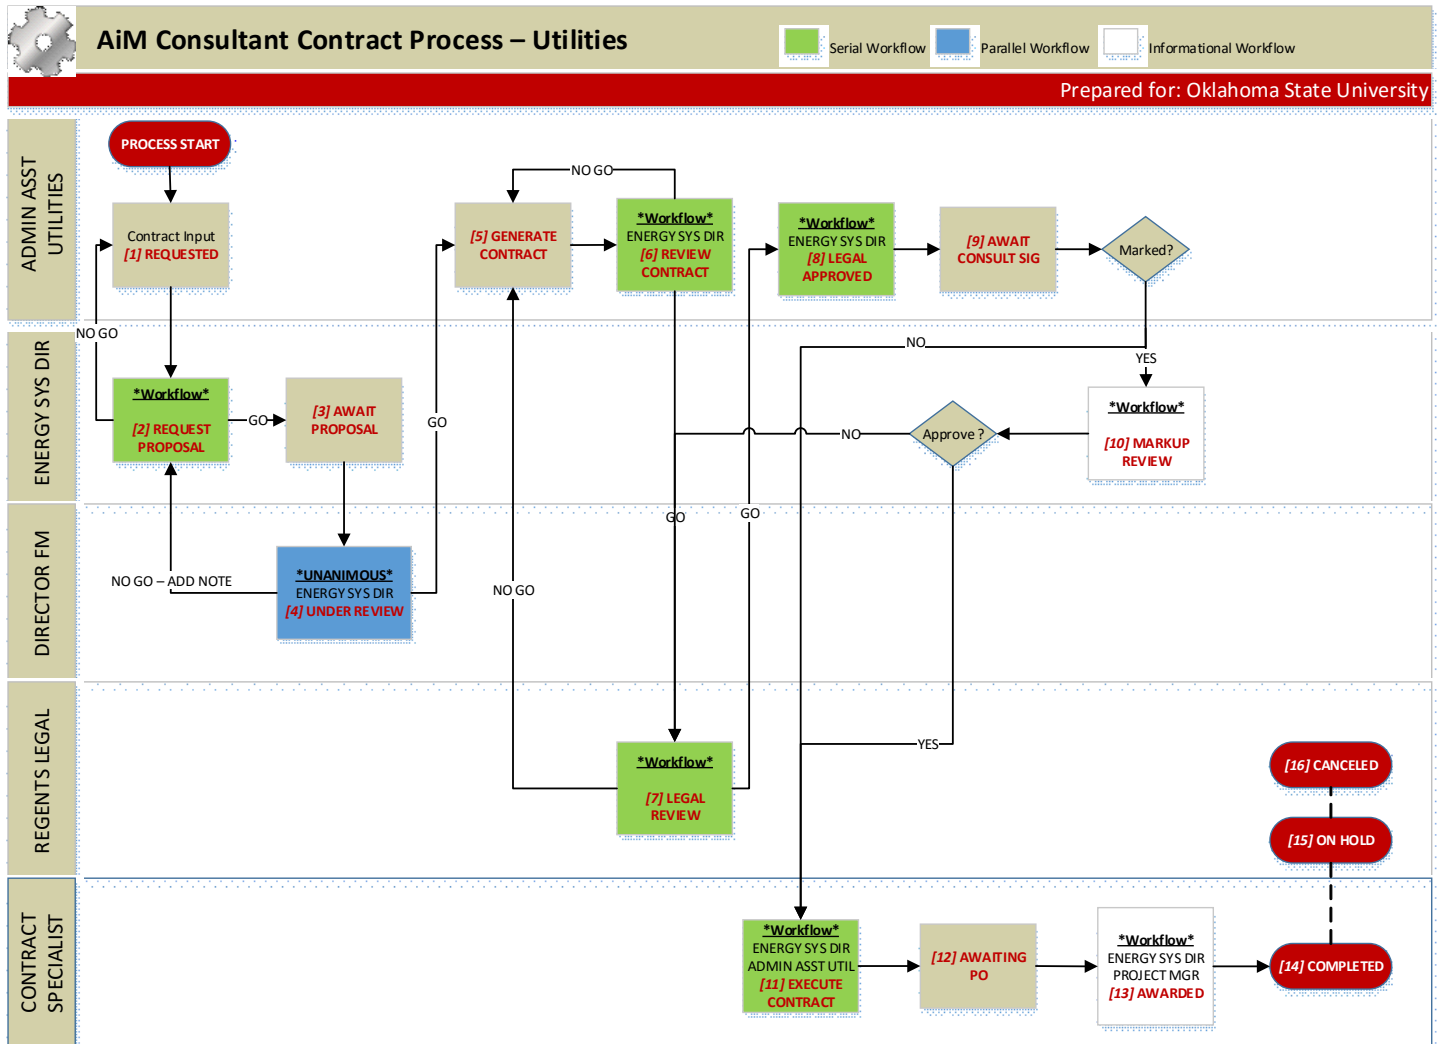 AiM Consultant Contract Process – Utilities
Serial Workflow
Parallel Workflow
Informational Workflow
Prepared for: Oklahoma State University
ADMIN ASST
UTILITIES
PROCESS START
Contract Input
[1] REQUESTED
[5] GENERATE
CONTRACT
NO GO
*Workflow*
ENERGY SYS DIR
[6] REVIEW
CONTRACT
*Workflow*
ENERGY SYS DIR
[8] LEGAL
APPROVED
[9] AWAIT
CONSULT SIG
Marked?
NO GO
NO
YES
ENERGY SYS DIR
*Workflow*
[2] REQUEST
PROPOSAL
GO
[3] AWAIT
PROPOSAL
GO
NO
Approve ?
*Workflow*
[10] MARKUP
REVIEW
GO
GO
DIRECTOR FM
NO GO – ADD NOTE
*UNANIMOUS*
ENERGY SYS DIR
[4] UNDER REVIEW
NO GO
REGENTS LEGAL
*Workflow*
[7] LEGAL
REVIEW
YES
[16] CANCELED
[15] ON HOLD
CONTRACT
SPECIALIST
*Workflow*
ENERGY SYS DIR
ADMIN ASST UTIL
[11] EXECUTE
CONTRACT
[12] AWAITING
PO
*Workflow*
ENERGY SYS DIR
PROJECT MGR
[13] AWARDED
[14] COMPLETED